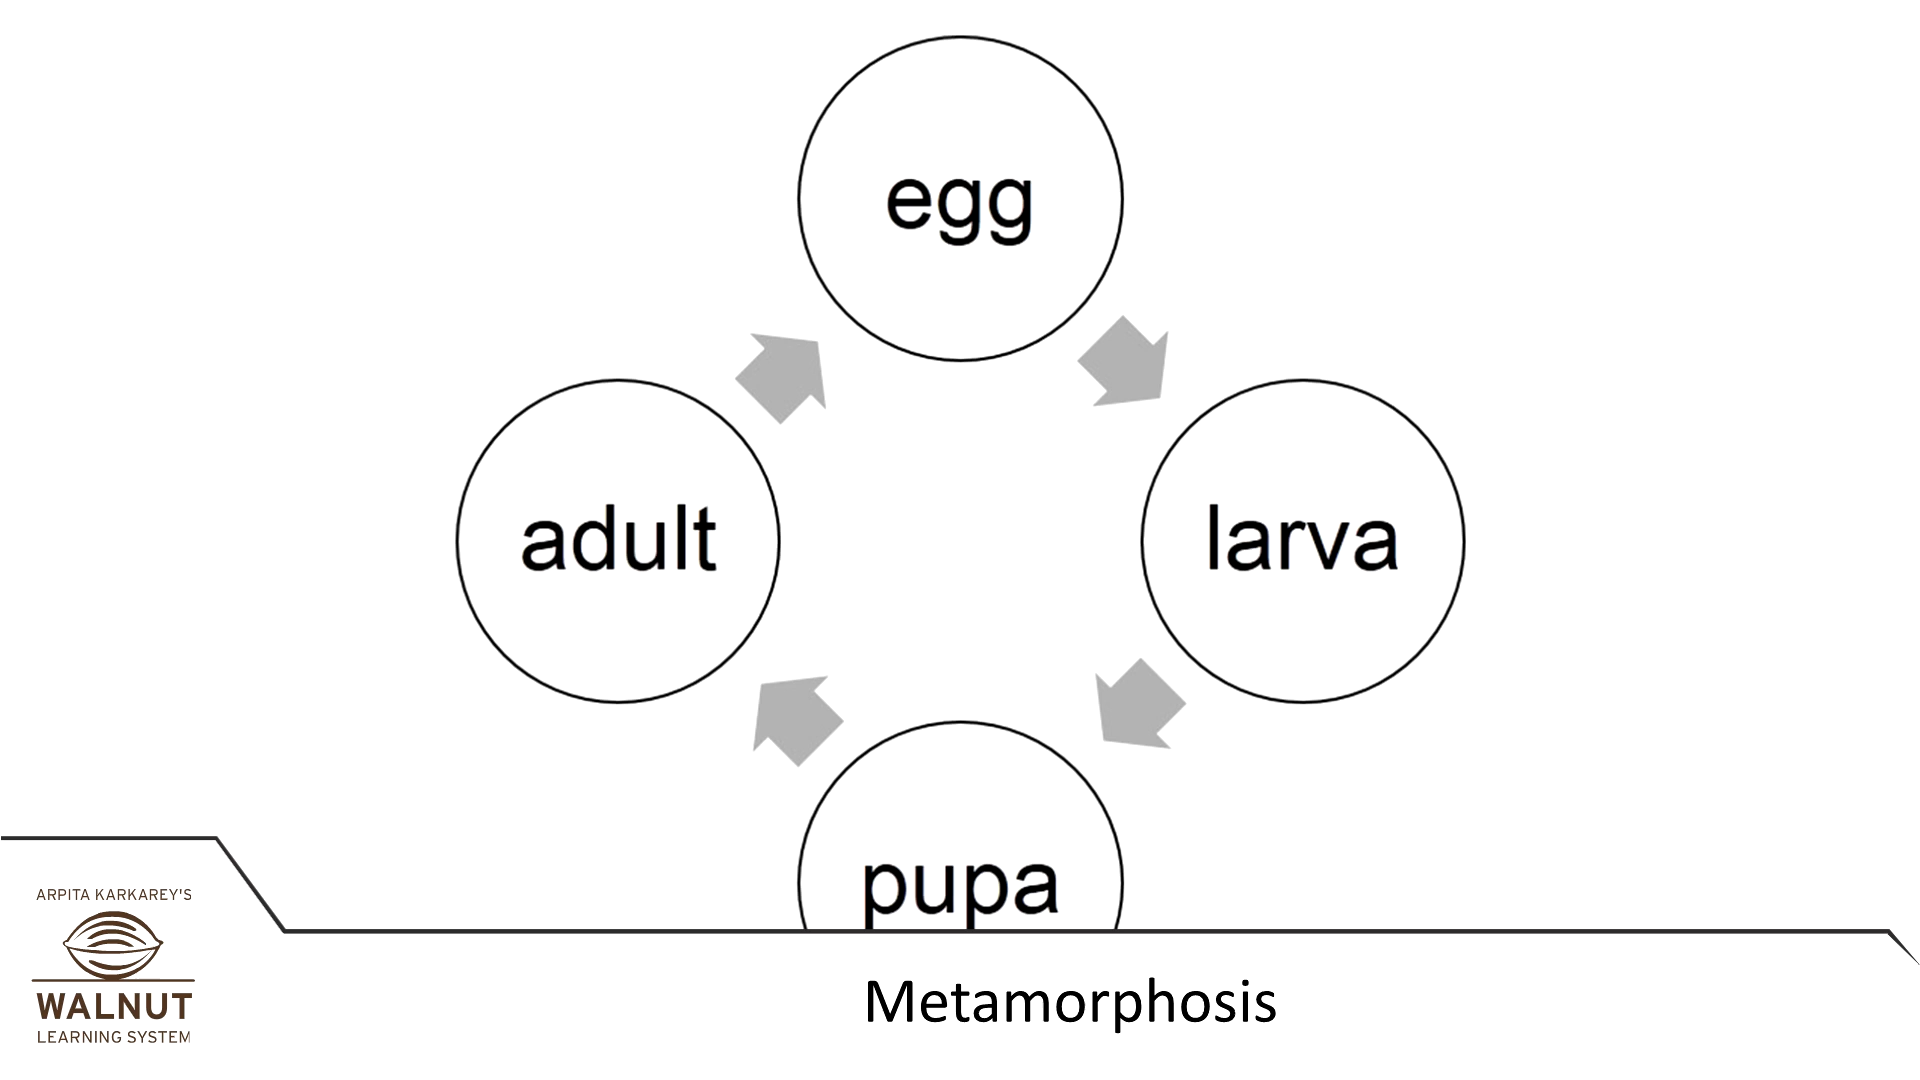 egg
adult
larva
pupa
ARPITA KARKAREY'S
WALNUT
LEARNING SYSTEM
Metamorphosis